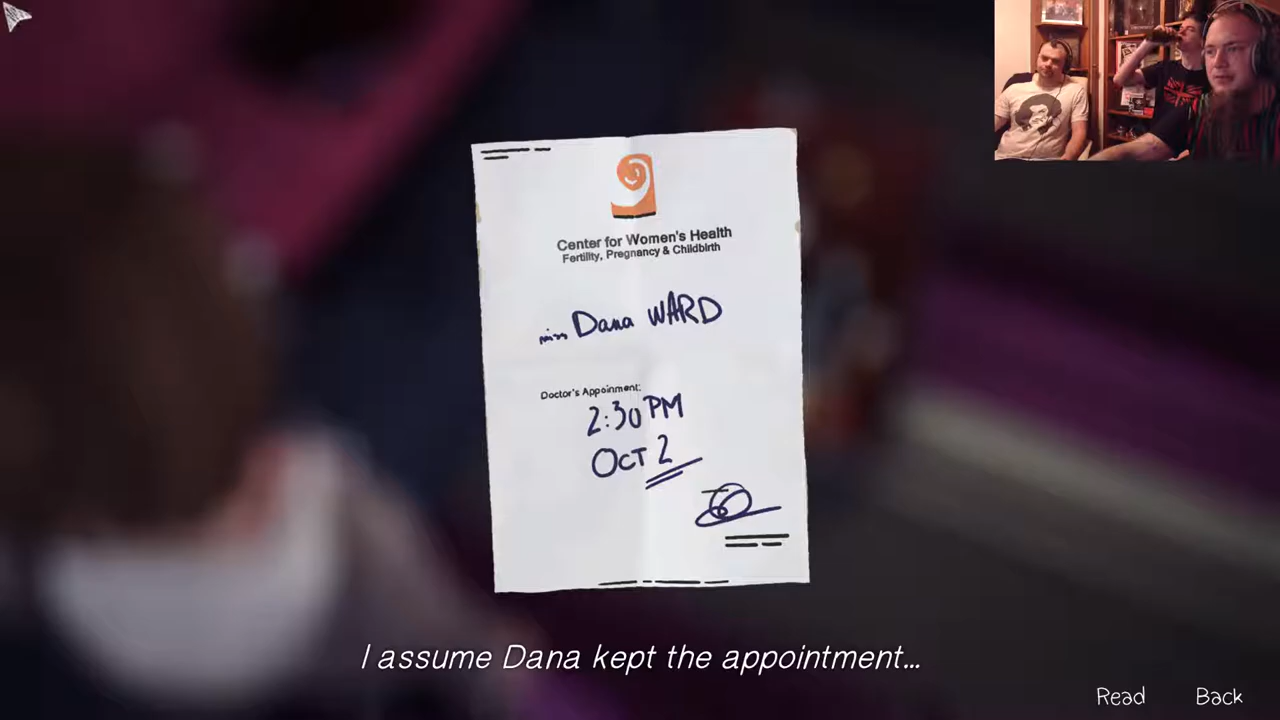 Center for Women's Health
Fertility, Pregnancy & Childbirth
miss Dana WARD
Doctor's Appointment:
2:30 PM
OCT 2
I assume Dana kept the appointment...
Read
Back